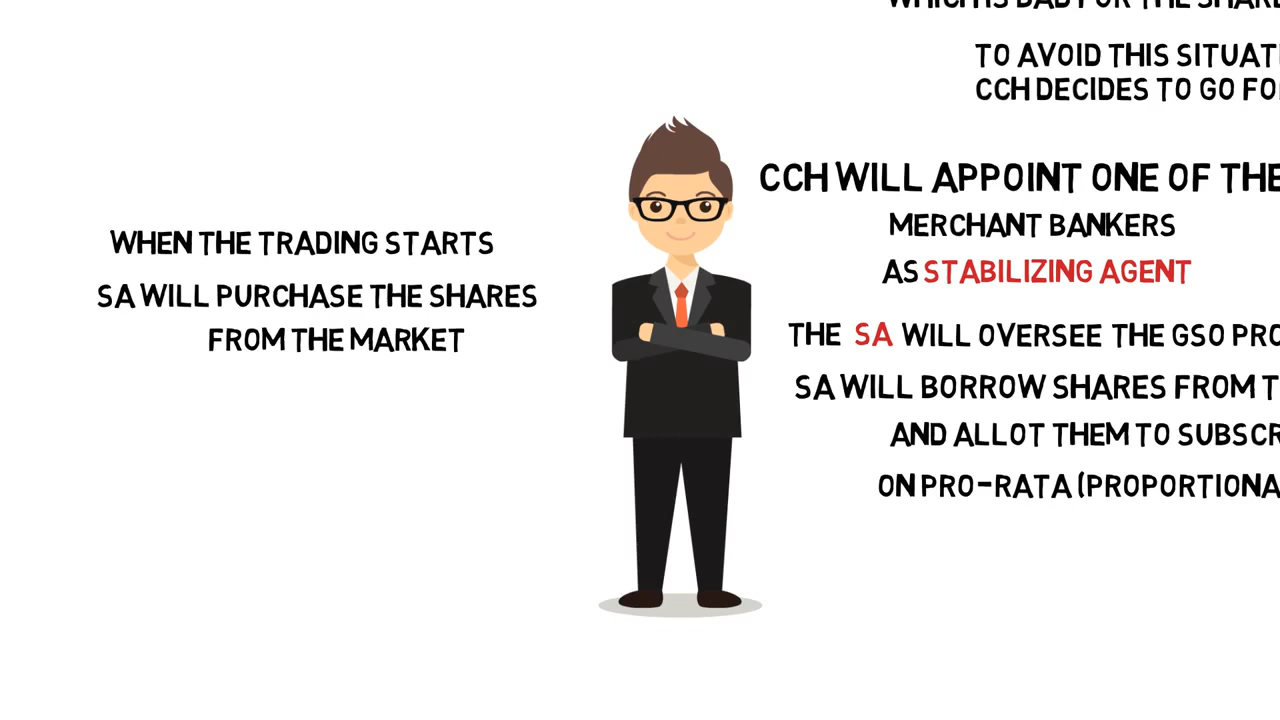 TO AVOID THIS SITUAT
CCH DECIDES TO GO FO
CCH WILL APPOINT ONE OF THE
MERCHANT BANKERS
AS STABILIZING AGENT
THE SA WILL OVERSEE THE GSO PRO
SA WILL BORROW SHARES FROM T
AND ALLOT THEM TO SUBSCR
ON PRO-RATA (PROPORTIONA
WHEN THE TRADING STARTS
SA WILL PURCHASE THE SHARES
FROM THE MARKET